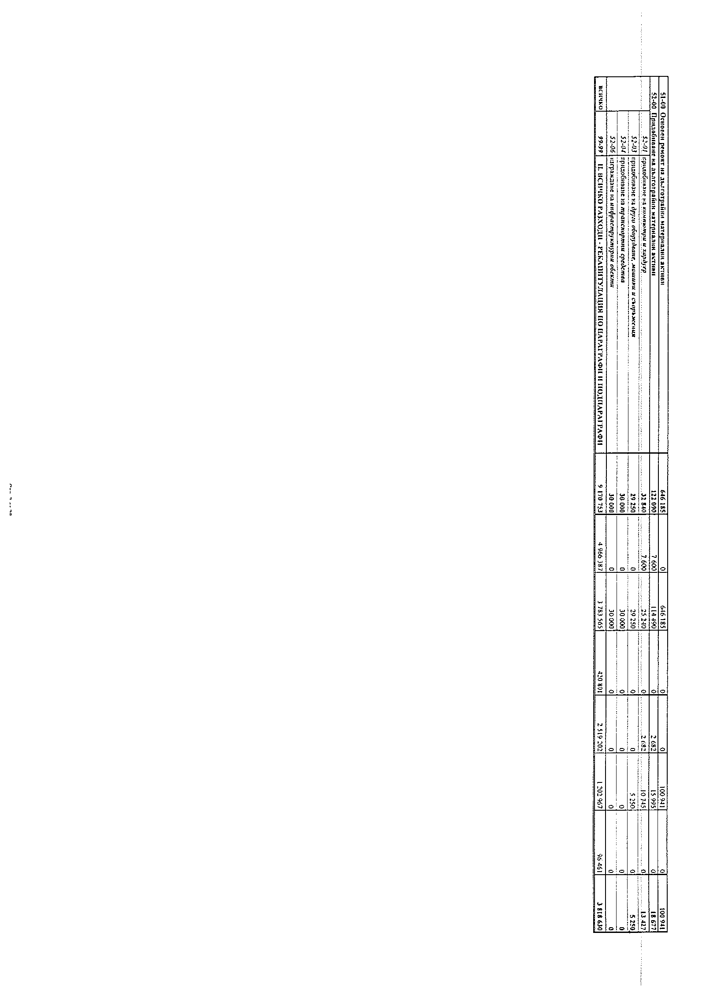 51-00 Основен ремонт на дълготрайни материални активи 646 185 0 646 185 0 0 100 941 0 100 941
52-00 Придобиване на дълготрайни материални активи 122 090 7 600 114 490 0 2 682 15 995 0 18 677
52-01 придобиване на компютри и хардуер 32 840 7 600 25 240 0 2 682 10 745 0 13 427
52-03 придобиване на друго оборудване, машини и съоръжения 29 250 0 29 250 0 0 5 250 0 5 250
52-04 придобиване на транспортни средства 30 000 0 30 000 0 0 0 0 0
52-06 изграждане на инфраструктурни обекти 30 000 0 30 000 0 0 0 0 0
всичко 99-99 II. ВСИЧКО РАЗХОДИ - РЕКАПИТУЛАЦИЯ ПО ПАРАГРАФИ И ПОДПАРАГРАФИ 9 170 753 4 966 387 3 783 565 420 801 2 519 202 1 202 967 96 461 3 818 630